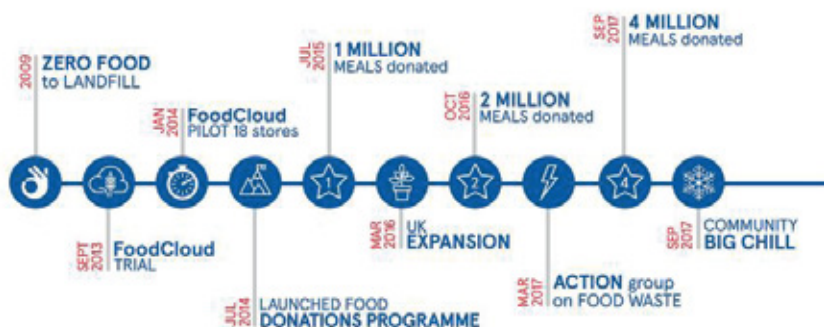 2009
ZERO FOOD
to LANDFILL
SEPT
2013
FoodCloud
TRIAL
JAN
2014
FoodCloud
PILOT 18 stores
JUL
2014
LAUNCHED FOOD
DONATIONS PROGRAMME
JUL
2015
1 MILLION
MEALS donated
1
MAR
2016
UK
EXPANSION
OCT
2016
2 MILLION
MEALS donated
2
MAR
2017
ACTION group
on FOOD WASTE
SEP
2017
4 MILLION
MEALS donated
4
SEP
2017
COMMUNITY
BIG CHILL